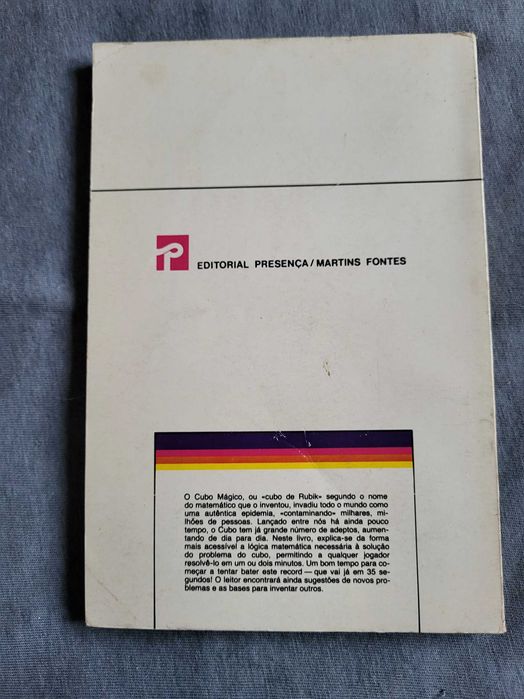 EDITORIAL PRESENÇA/MARTINS FONTES
O Cubo Mágico, ou «cubo de Rubik» segundo o nome
do matemático que o inventou, invadiu todo o mundo como
uma autêntica epidemia, «contaminando» milhares, mi-
lhões de pessoas. Lançado entre nós há ainda pouco
tempo, o Cubo tem já grande número de adeptos, aumen-
tando de dia para dia. Neste livro, explica-se da forma
mais acessível a lógica matemática necessária à solução
do problema do cubo, permitindo a qualquer jogador
resolvê-lo em um ou dois minutos. Um bom tempo para co-
meçar a tentar bater este record — que vai já em 35 se-
gundos! O leitor encontrará ainda sugestões de novos pro-
blemas e as bases para inventar outros.